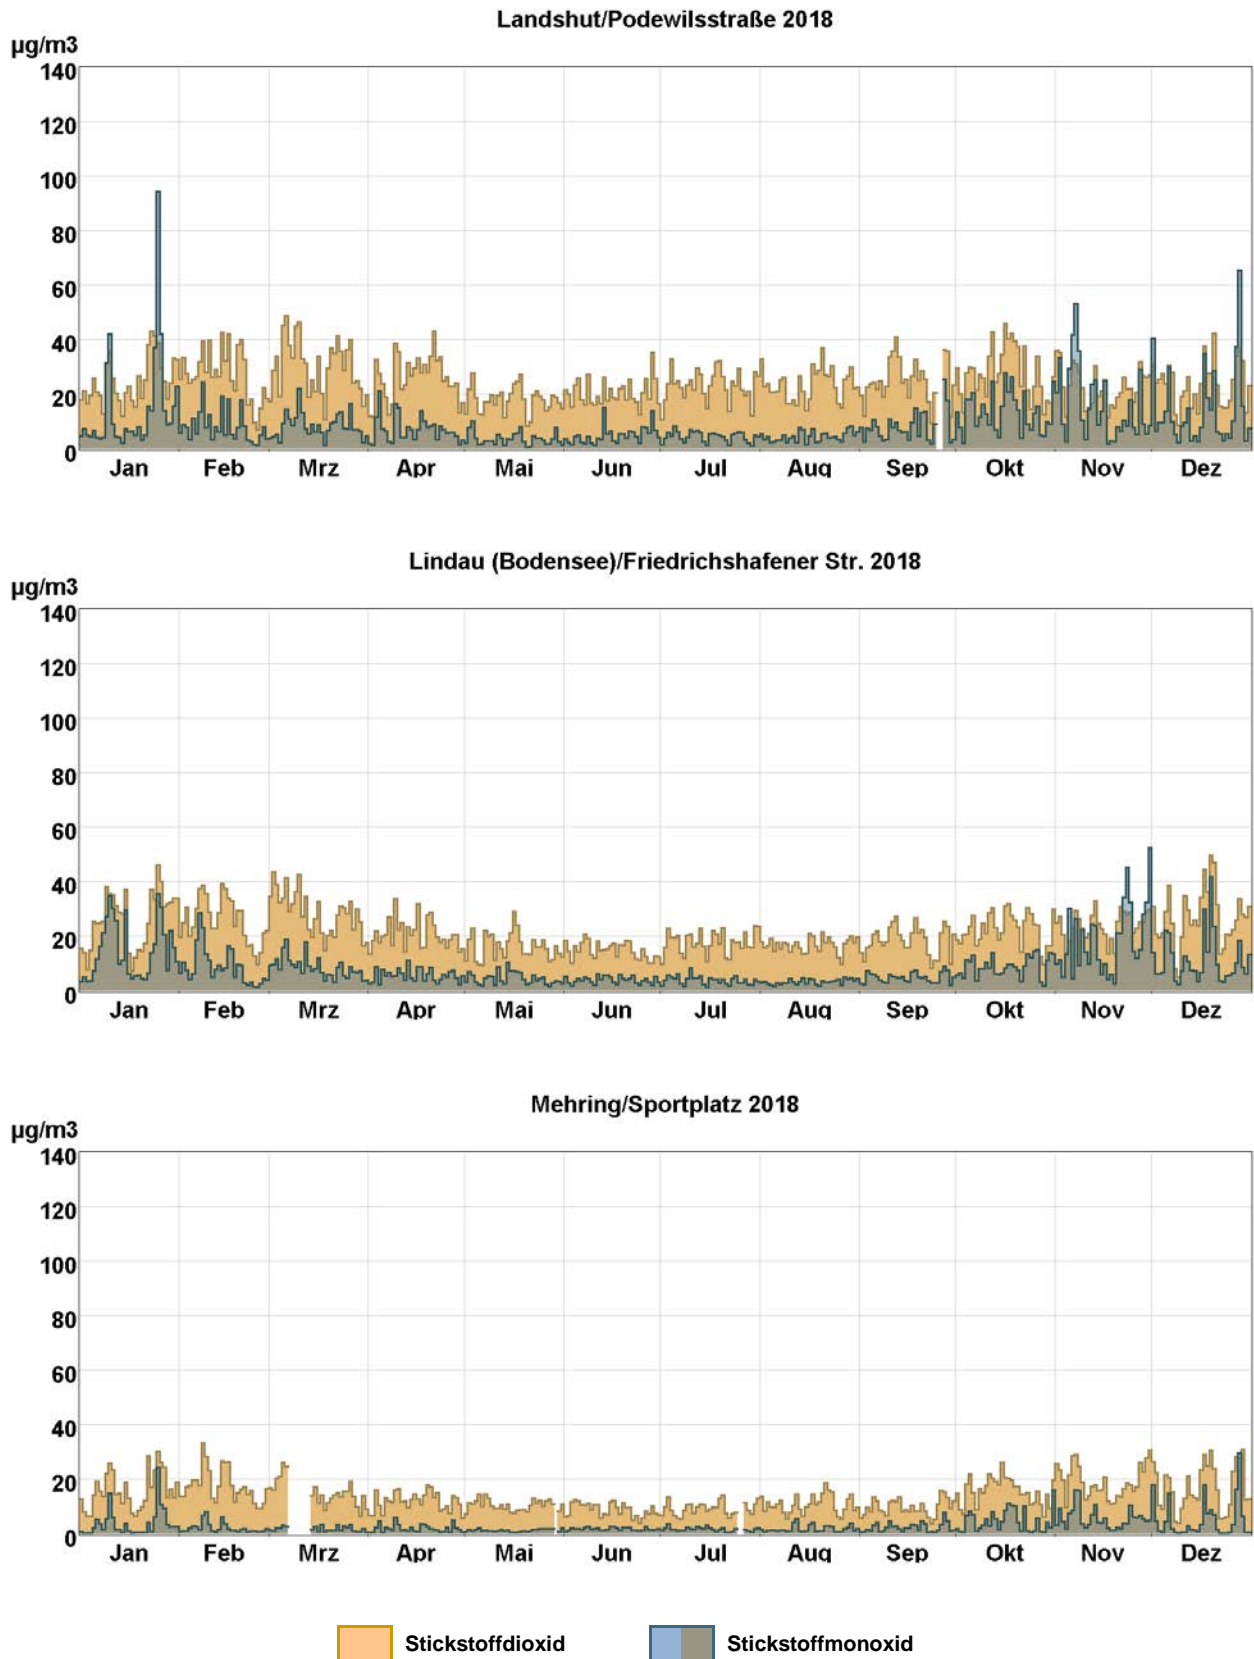 Landshut/Podewilsstraße 2018
µg/m3
140
120
100
80
60
40
20
0
Jan Feb Mrz Apr Mai Jun Jul Aug Sep Okt Nov Dez
Lindau (Bodensee)/Friedrichshafener Str. 2018
µg/m3
140
120
100
80
60
40
20
0
Jan Feb Mrz Apr Mai Jun Jul Aug Sep Okt Nov Dez
Mehring/Sportplatz 2018
µg/m3
140
120
100
80
60
40
20
0
Jan Feb Mrz Apr Mai Jun Jul Aug Sep Okt Nov Dez
Stickstoffdioxid Stickstoffmonoxid